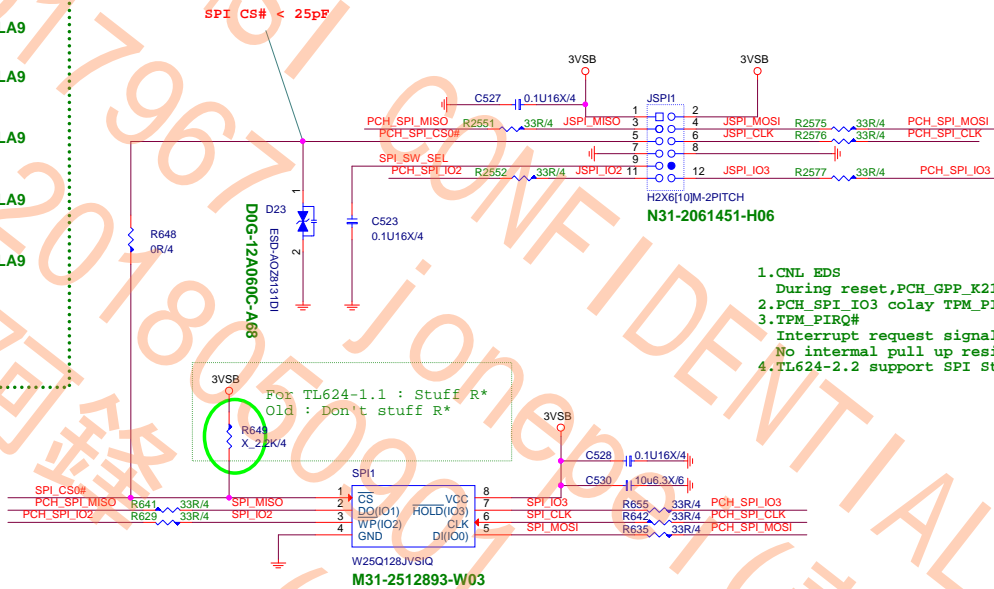 SPI CS# < 25pF
LA9
LA9
LA9
LA9
LA9
3VSB
3VSB
C527
0.1U16X/4
JSPI1
1
2
PCH_SPI_MISO
R2551
33R/4
JSPI_MISO
3
4
JSPI_MOSI
R2575
33R/4
PCH_SPI_MOSI
PCH_SPI_CS0#
5
6
JSPI_CLK
R2576
33R/4
PCH_SPI_CLK
7
8
SPI_SW_SEL
9
PCH_SPI_IO2
R2552
33R/4
JSPI_IO2
11
12
JSPI_IO3
R2577
33R/4
PCH_SPI_IO3
H2X6[10]M-2PITCH
N31-2061451-H06
R648
0R/4
D23
1
2
ESD-AOZ8131DI
D0G-12A060C-A68
C523
0.1U16X/4
1.CNL EDS
During reset,PCH_GPP_K21
2.PCH_SPI_IO3 colay TPM_PI
3.TPM_PIRQ#
Interrupt request signal
No intermal pull up resi
4.TL624-2.2 support SPI St
3VSB
For TL624-1.1 : Stuff R*
Old : Don't stuff R*
R649
X_2.2K/4
3VSB
C528
0.1U16X/4
C530
10u6.3X/6
SPI1
SPI_CS0#
1
CS
VCC
8
PCH_SPI_MISO
R641
33R/4
SPI_MISO
2
DO(IO1)
HOLD(IO3)
7
SPI_IO3
R655
33R/4
PCH_SPI_IO3
PCH_SPI_IO2
R629
33R/4
SPI_IO2
3
WP(IO2)
CLK
6
SPI_CLK
R642
33R/4
PCH_SPI_CLK
4
GND
DI(IO0)
5
SPI_MOSI
R635
33R/4
PCH_SPI_MOSI
W25Q128JVSIQ
M31-2512893-W03
CONFIDENTIAL
17967
20180509
jonepor